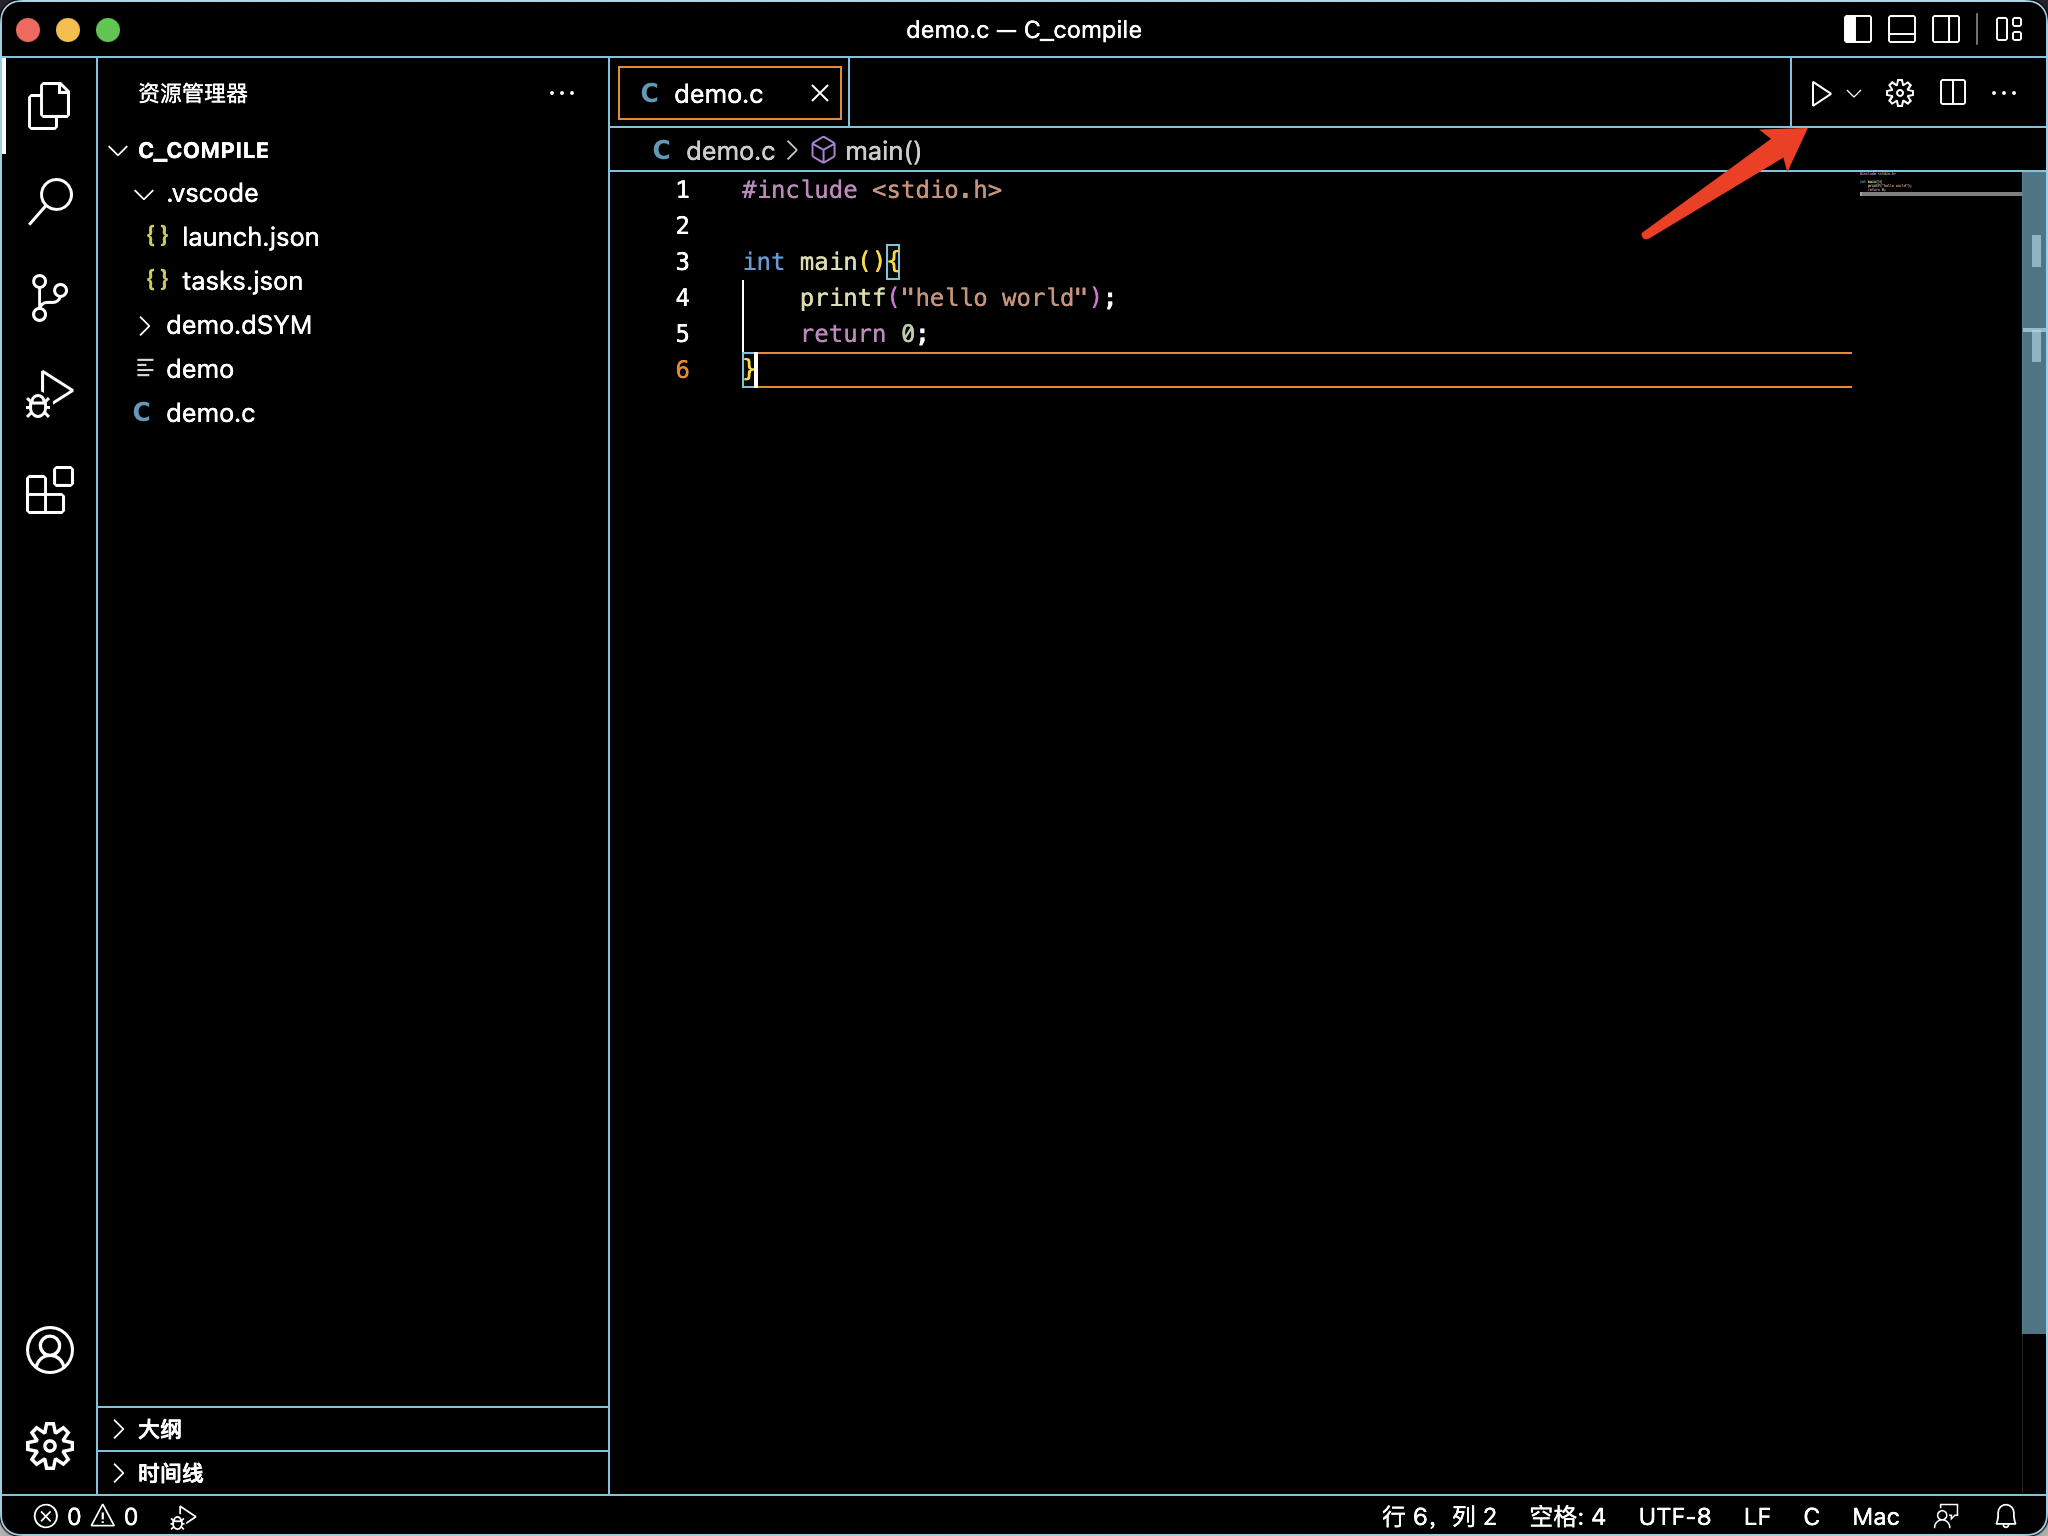 demo.c — C_compile
资源管理器
C_COMPILE
.vscode
{} launch.json
{} tasks.json
demo.dSYM
demo
C demo.c
大纲
时间线
C demo.c
C demo.c > main()
1 #include <stdio.h>
2
3 int main(){
4     printf("hello world");
5     return 0;
6 }
0 0
行 6，列 2 空格: 4 UTF-8 LF C Mac